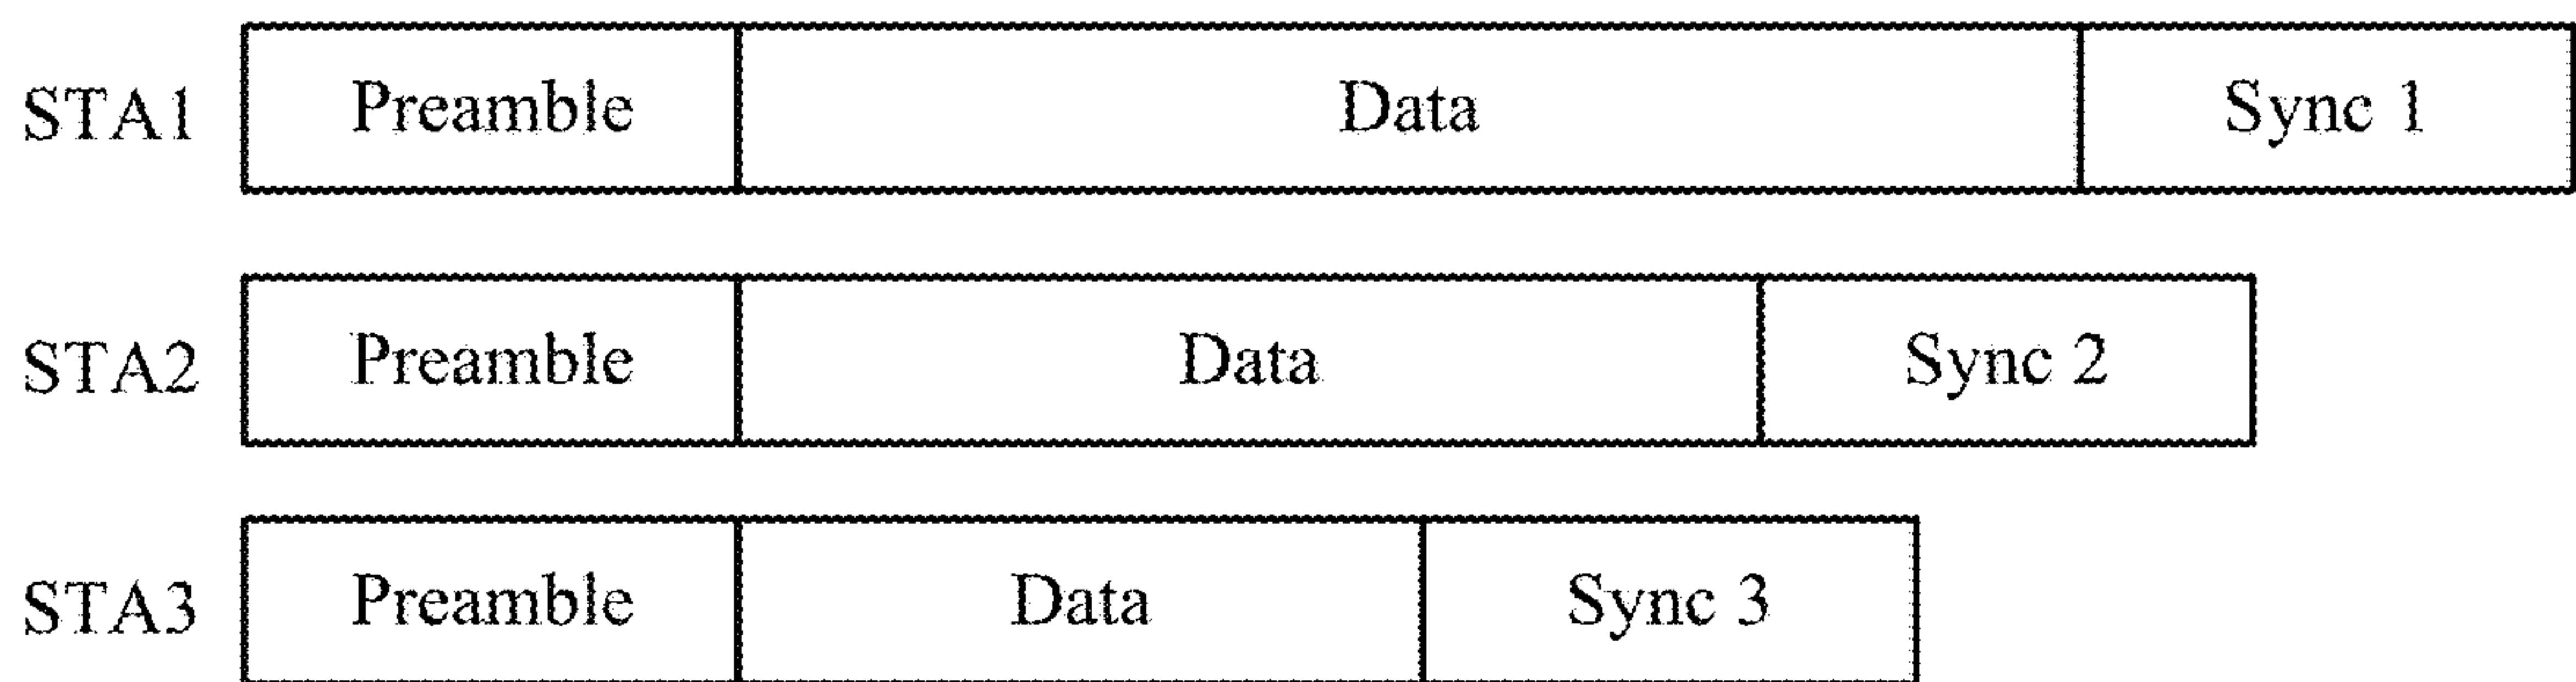 STA1 Preamble Data Sync 1
STA2 Preamble Data Sync 2
STA3 Preamble Data Sync 3